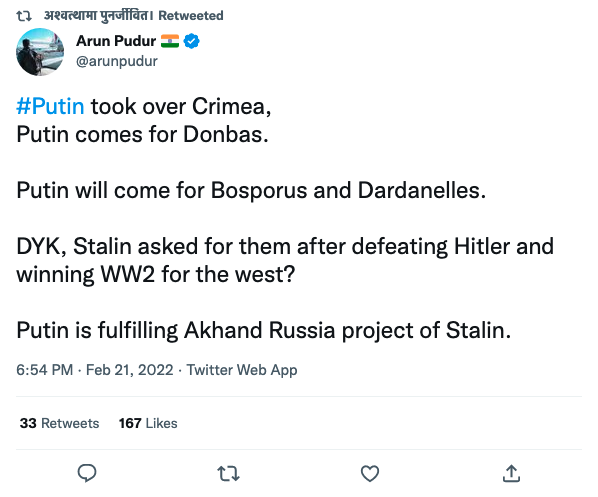 अश्वत्थामा पुनर्जीवित। Retweeted
Arun Pudur
@arunpudur
#Putin took over Crimea,
Putin comes for Donbas.
Putin will come for Bosporus and Dardanelles.
DYK, Stalin asked for them after defeating Hitler and
winning WW2 for the west?
Putin is fulfilling Akhand Russia project of Stalin.
6:54 PM · Feb 21, 2022 · Twitter Web App
33 Retweets 167 Likes